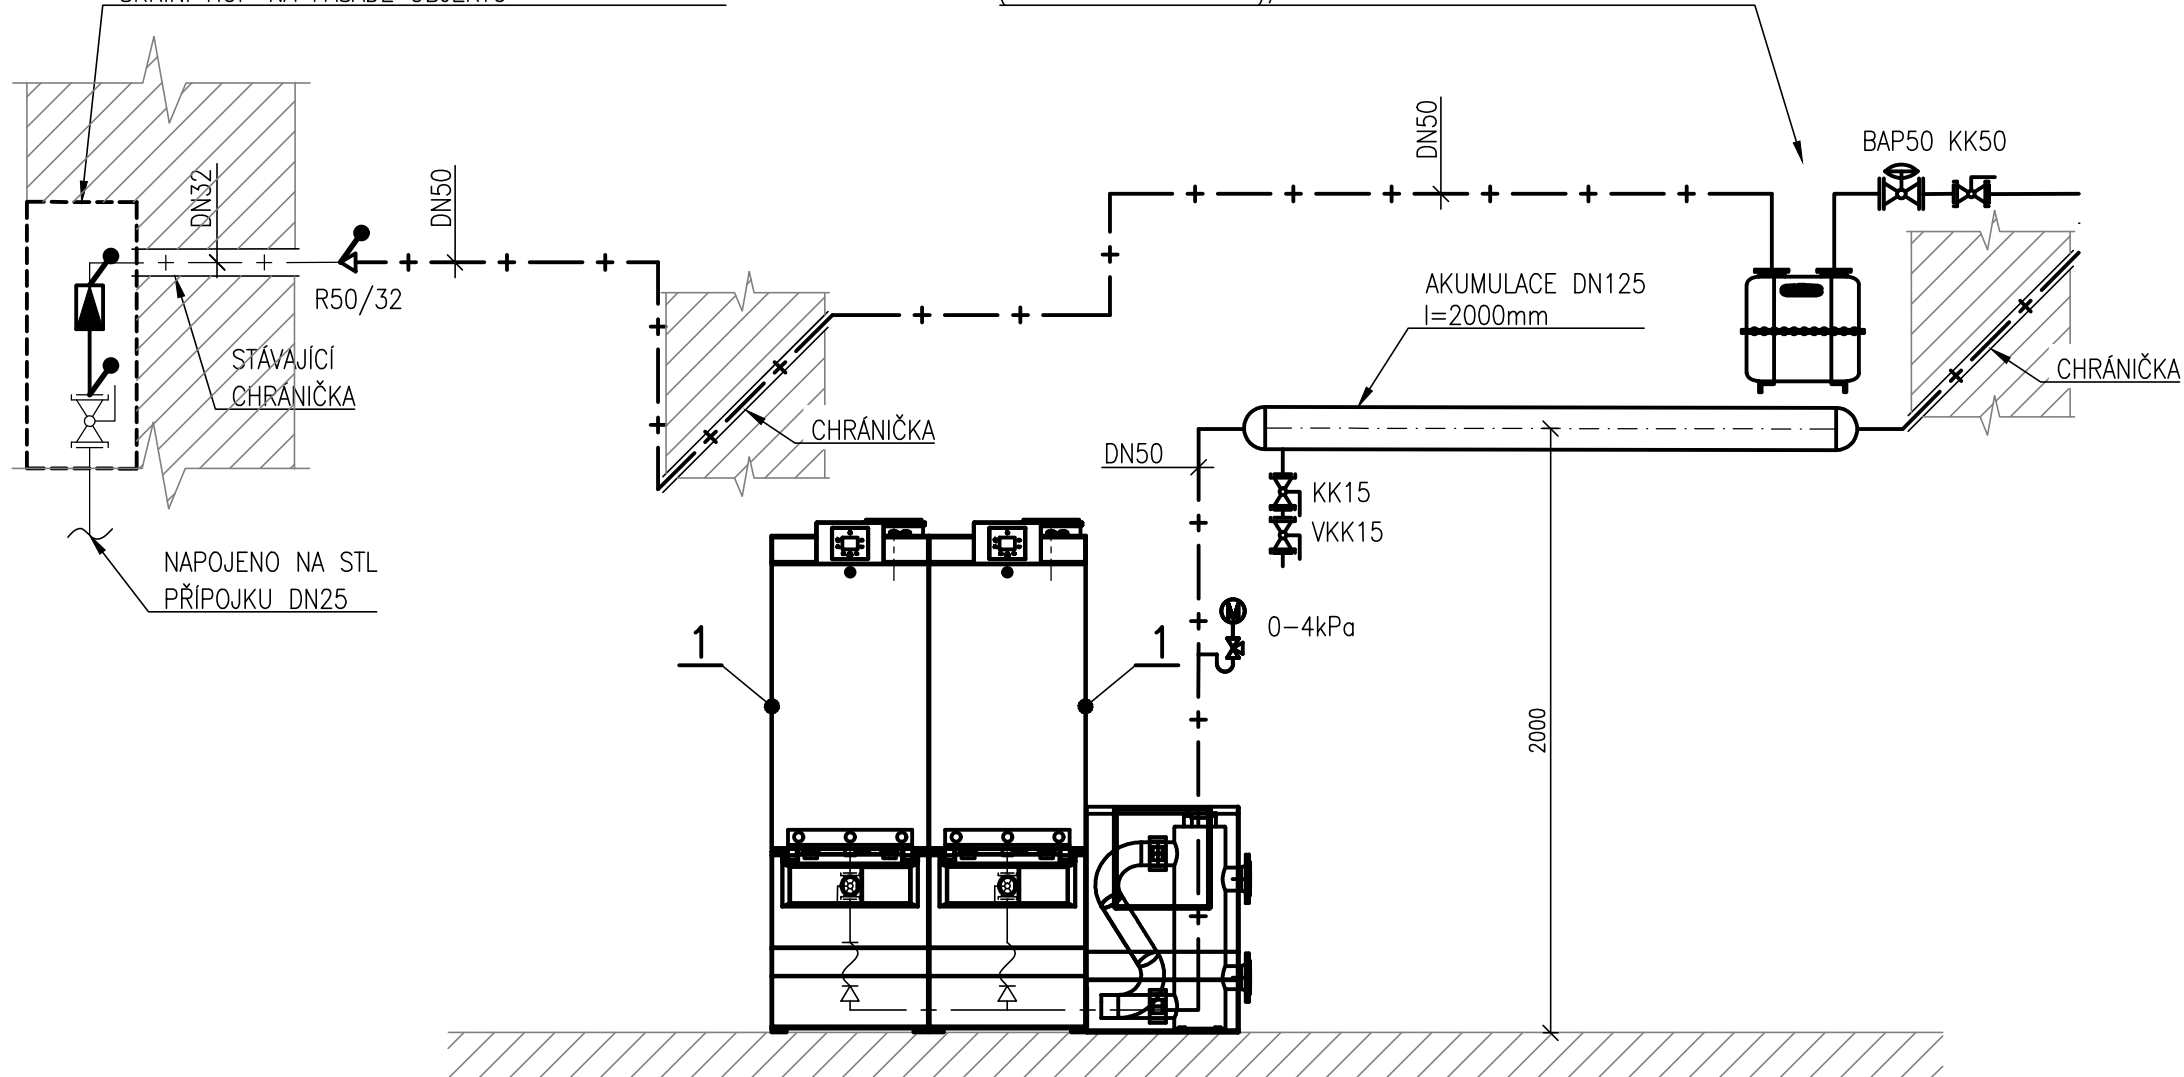 BAP50 KK50
DN50
DN32
DN50
R50/32
STÁVAJÍCÍ
CHRÁNIČKA
AKUMULACE DN125
l=2000mm
CHRÁNIČKA
CHRÁNIČKA
DN50
KK15
VKK15
NAPOJENO NA STL
PŘÍPOJKU DN25
M
0-4kPa
1
1
2000